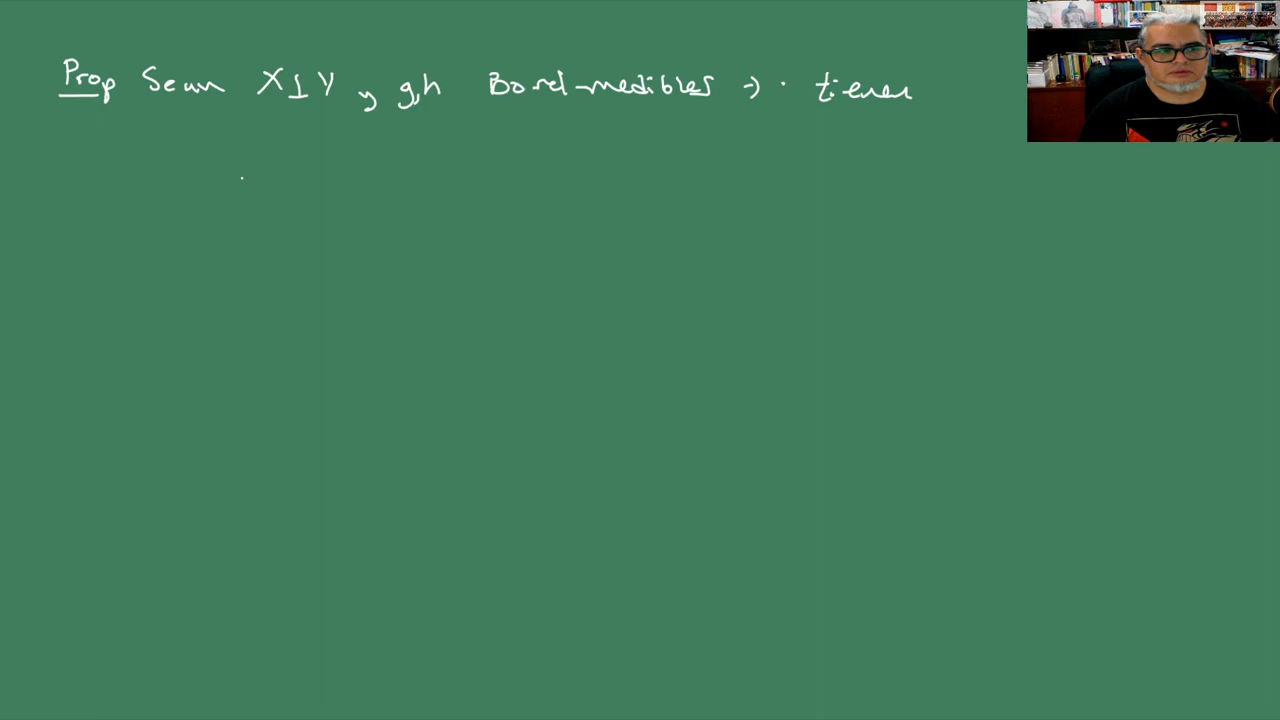 Prop Sean X⊥Y y g,h Borel-medibles → · tienen